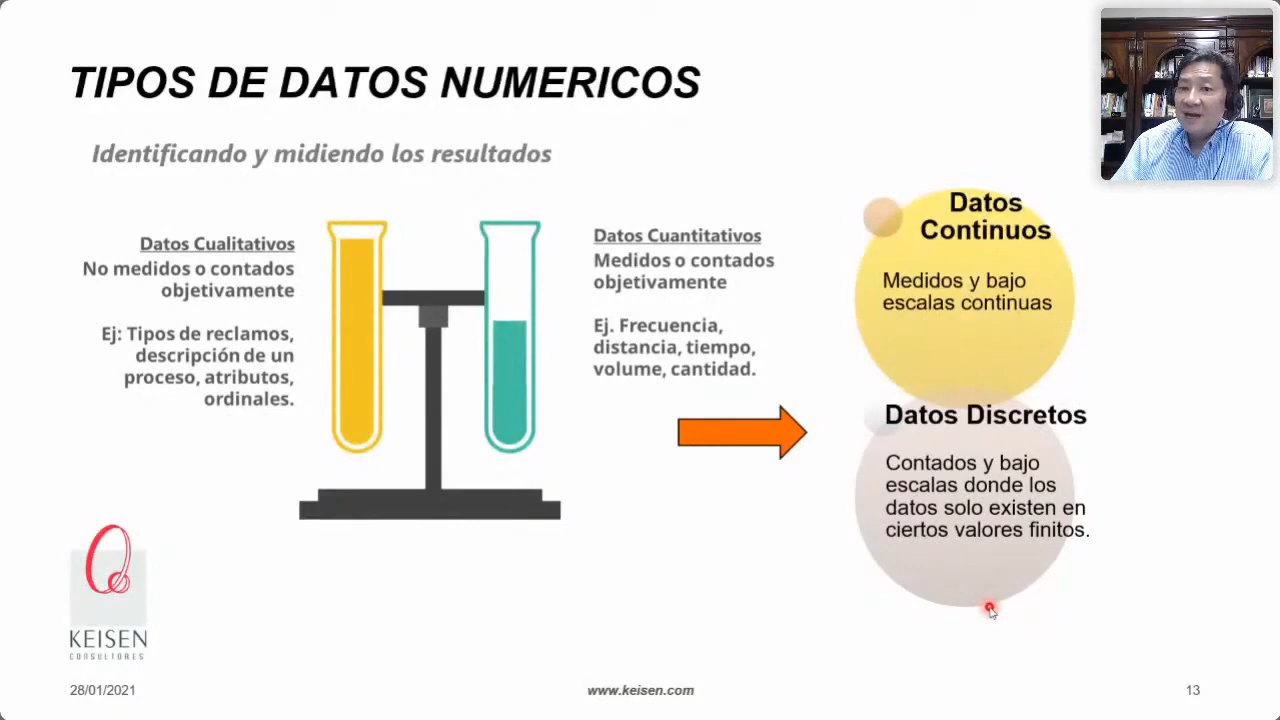 TIPOS DE DATOS NUMERICOS
Identificando y midiendo los resultados
Datos Cualitativos
No medidos o contados
objetivamente
Ej: Tipos de reclamos,
descripción de un
proceso, atributos,
ordinales.
Datos Cuantitativos
Medidos o contados
objetivamente
Ej. Frecuencia,
distancia, tiempo,
volume, cantidad.
Datos
Continuos
Medidos y bajo
escalas continuas
Datos Discretos
Contados y bajo
escalas donde los
datos solo existen en
ciertos valores finitos.
KEISEN
CONSULTORES
28/01/2021
www.keisen.com
13